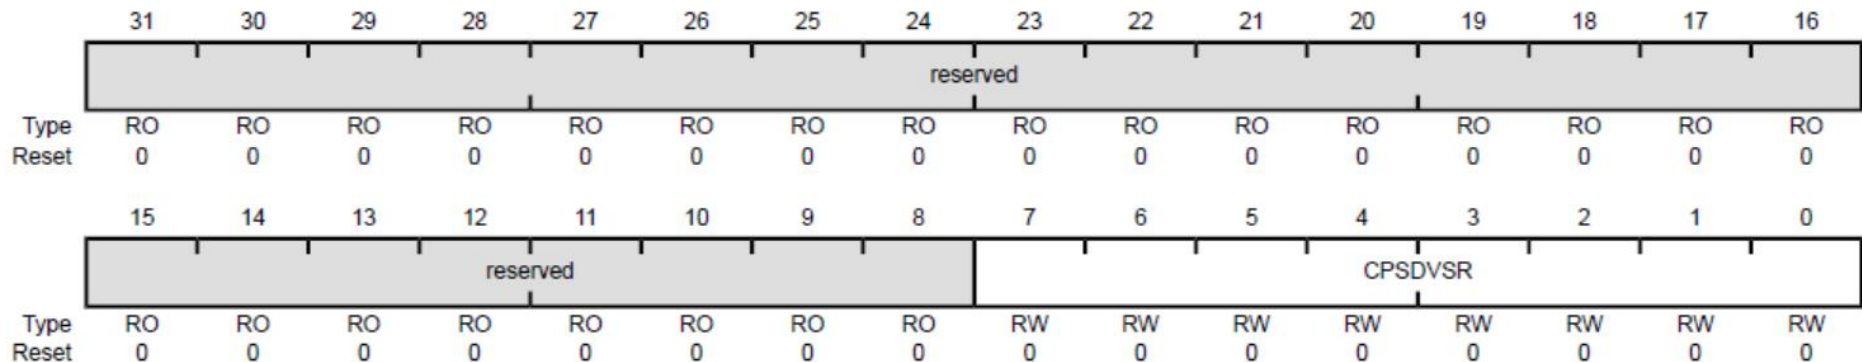 31 30 29 28 27 26 25 24 23 22 21 20 19 18 17 16
reserved
Type RO RO RO RO RO RO RO RO RO RO RO RO RO RO RO RO
Reset 0 0 0 0 0 0 0 0 0 0 0 0 0 0 0 0
15 14 13 12 11 10 9 8 7 6 5 4 3 2 1 0
reserved CPSDVSR
Type RO RO RO RO RO RO RO RO RW RW RW RW RW RW RW RW
Reset 0 0 0 0 0 0 0 0 0 0 0 0 0 0 0 0